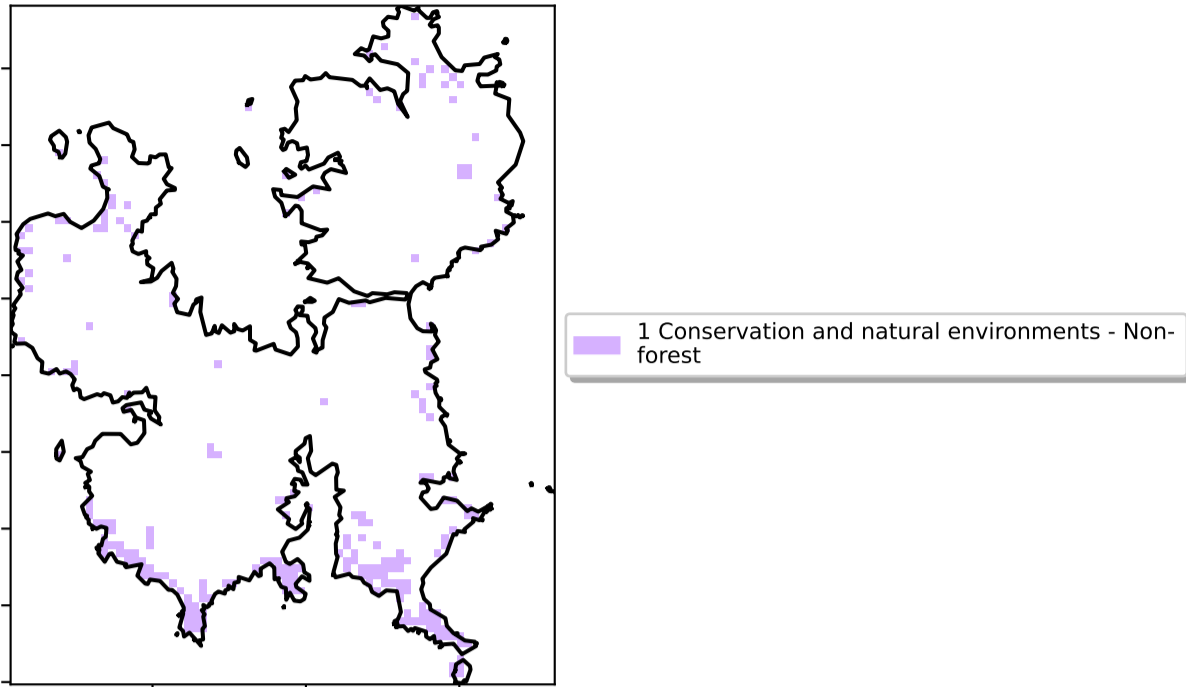 1 Conservation and natural environments - Non-
forest